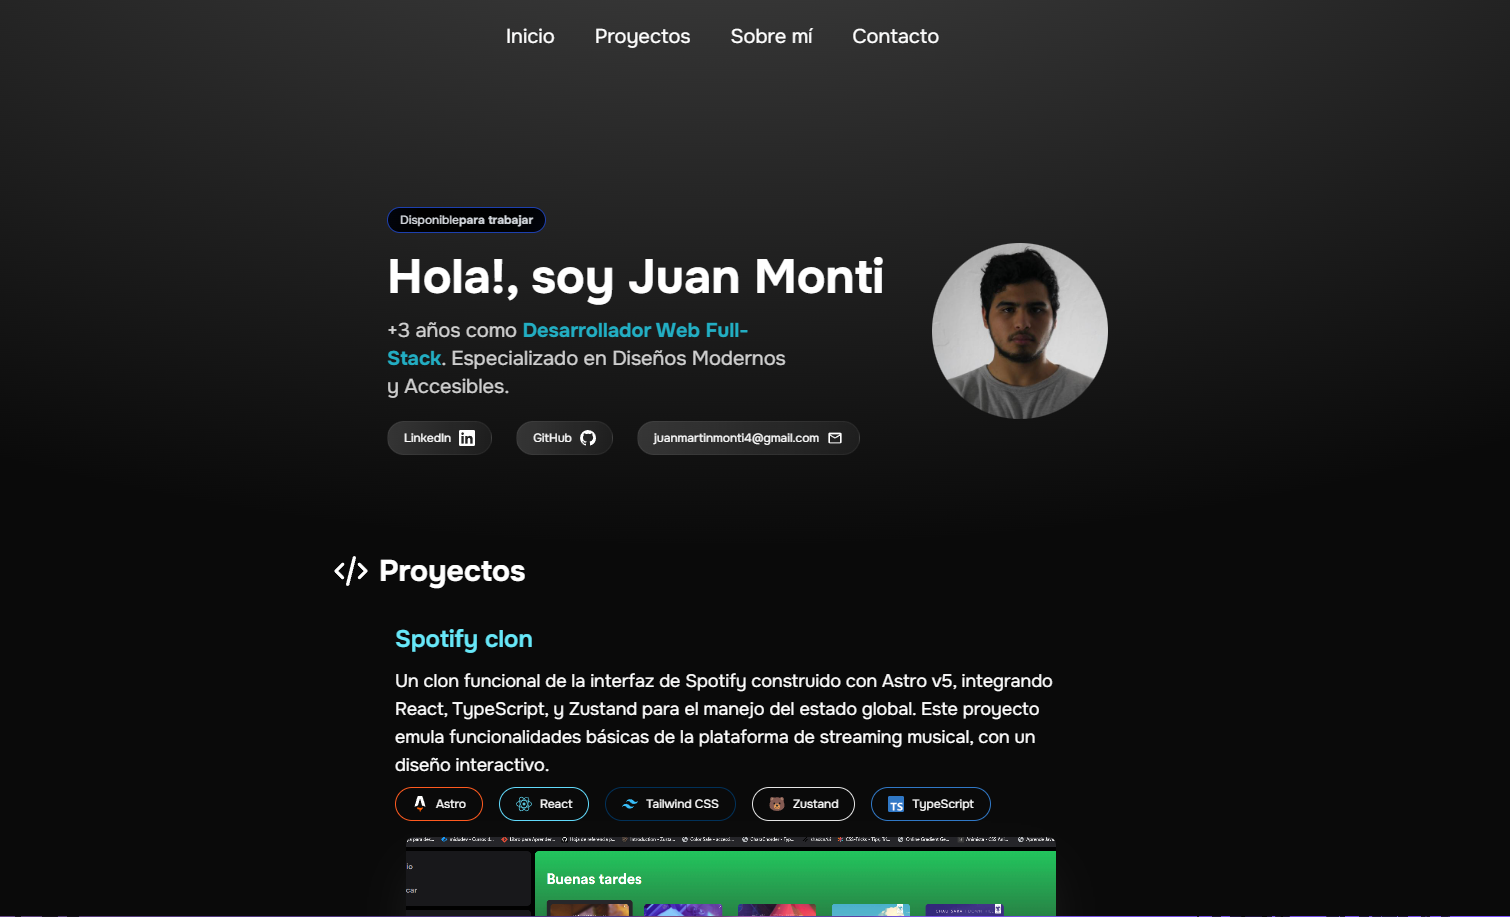 Inicio Proyectos Sobre mí Contacto
Disponiblepara trabajar
Hola!, soy Juan Monti
+3 años como Desarrollador Web Full-
Stack. Especializado en Diseños Modernos
y Accesibles.
LinkedIn GitHub juanmartinmonti4@gmail.com
</> Proyectos
Spotify clon
Un clon funcional de la interfaz de Spotify construido con Astro v5, integrando
React, TypeScript, y Zustand para el manejo del estado global. Este proyecto
emula funcionalidades básicas de la plataforma de streaming musical, con un
diseño interactivo.
Astro React Tailwind CSS Zustand TS TypeScript
io
Buenas tardes
car